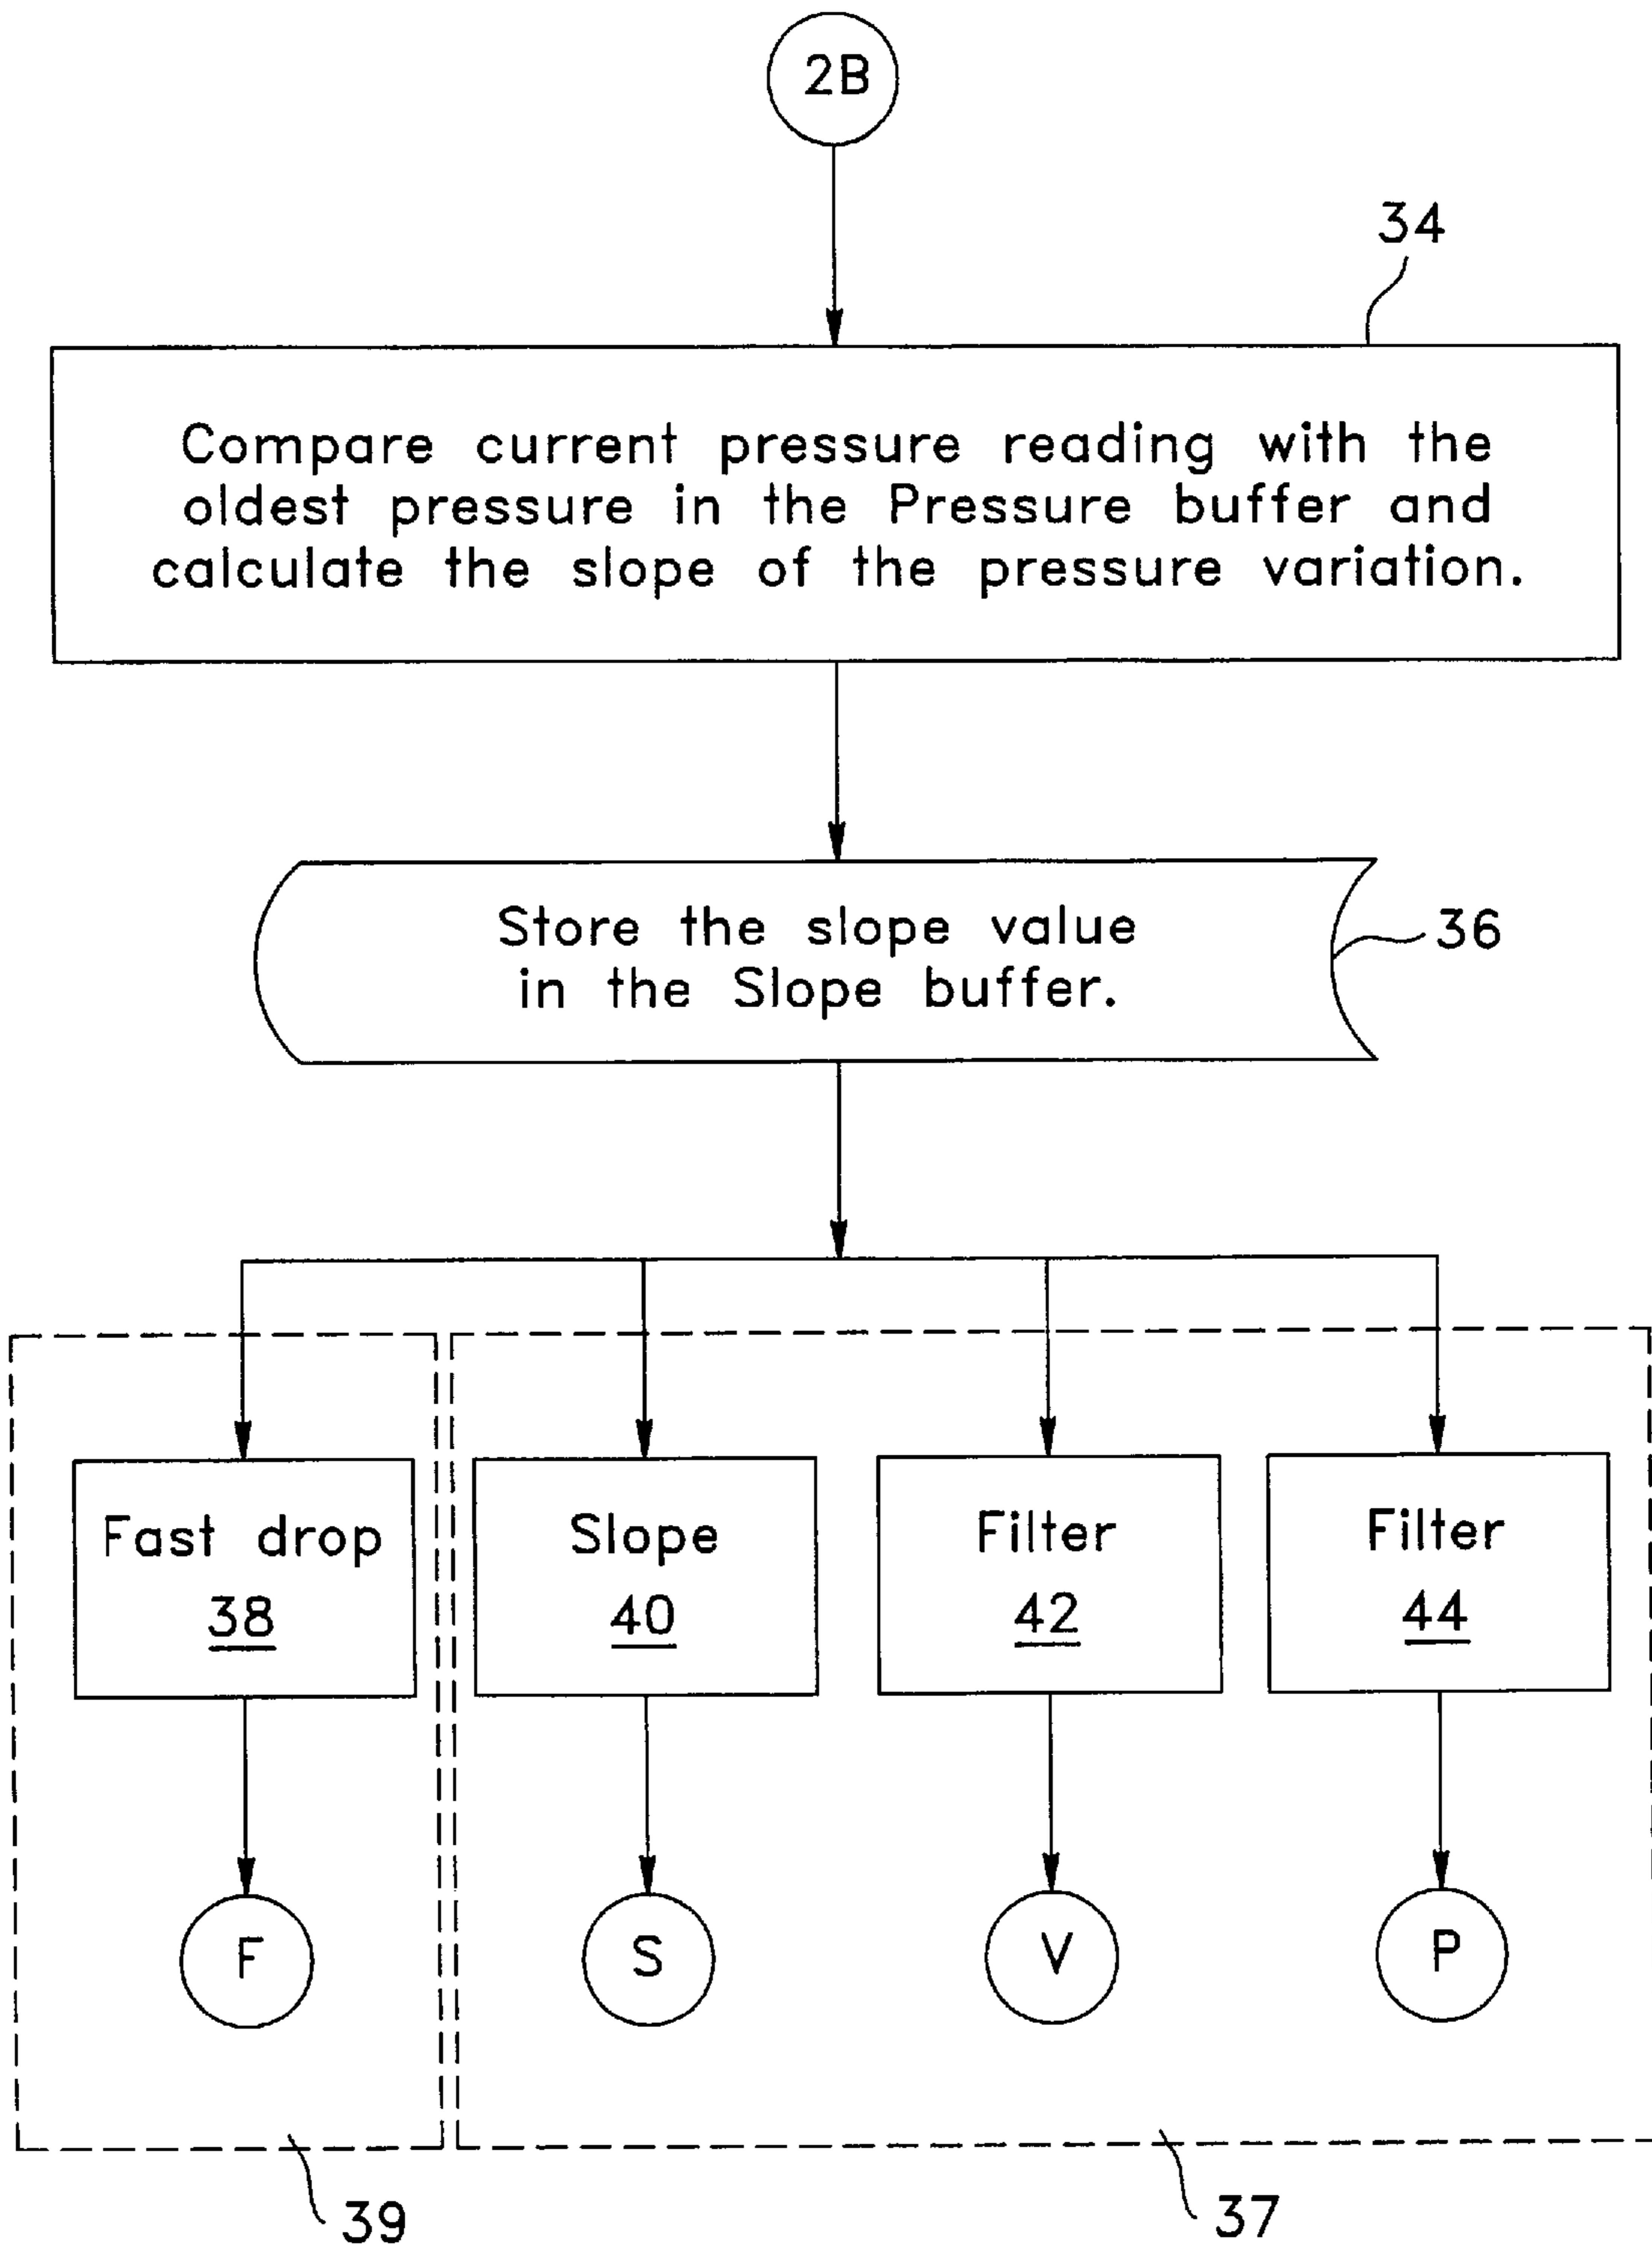 2B
34
Compare current pressure reading with the
oldest pressure in the Pressure buffer and
calculate the slope of the pressure variation.
Store the slope value
in the Slope buffer.
36
Fast drop
38
Slope
40
Filter
42
Filter
44
F
S
V
P
39
37